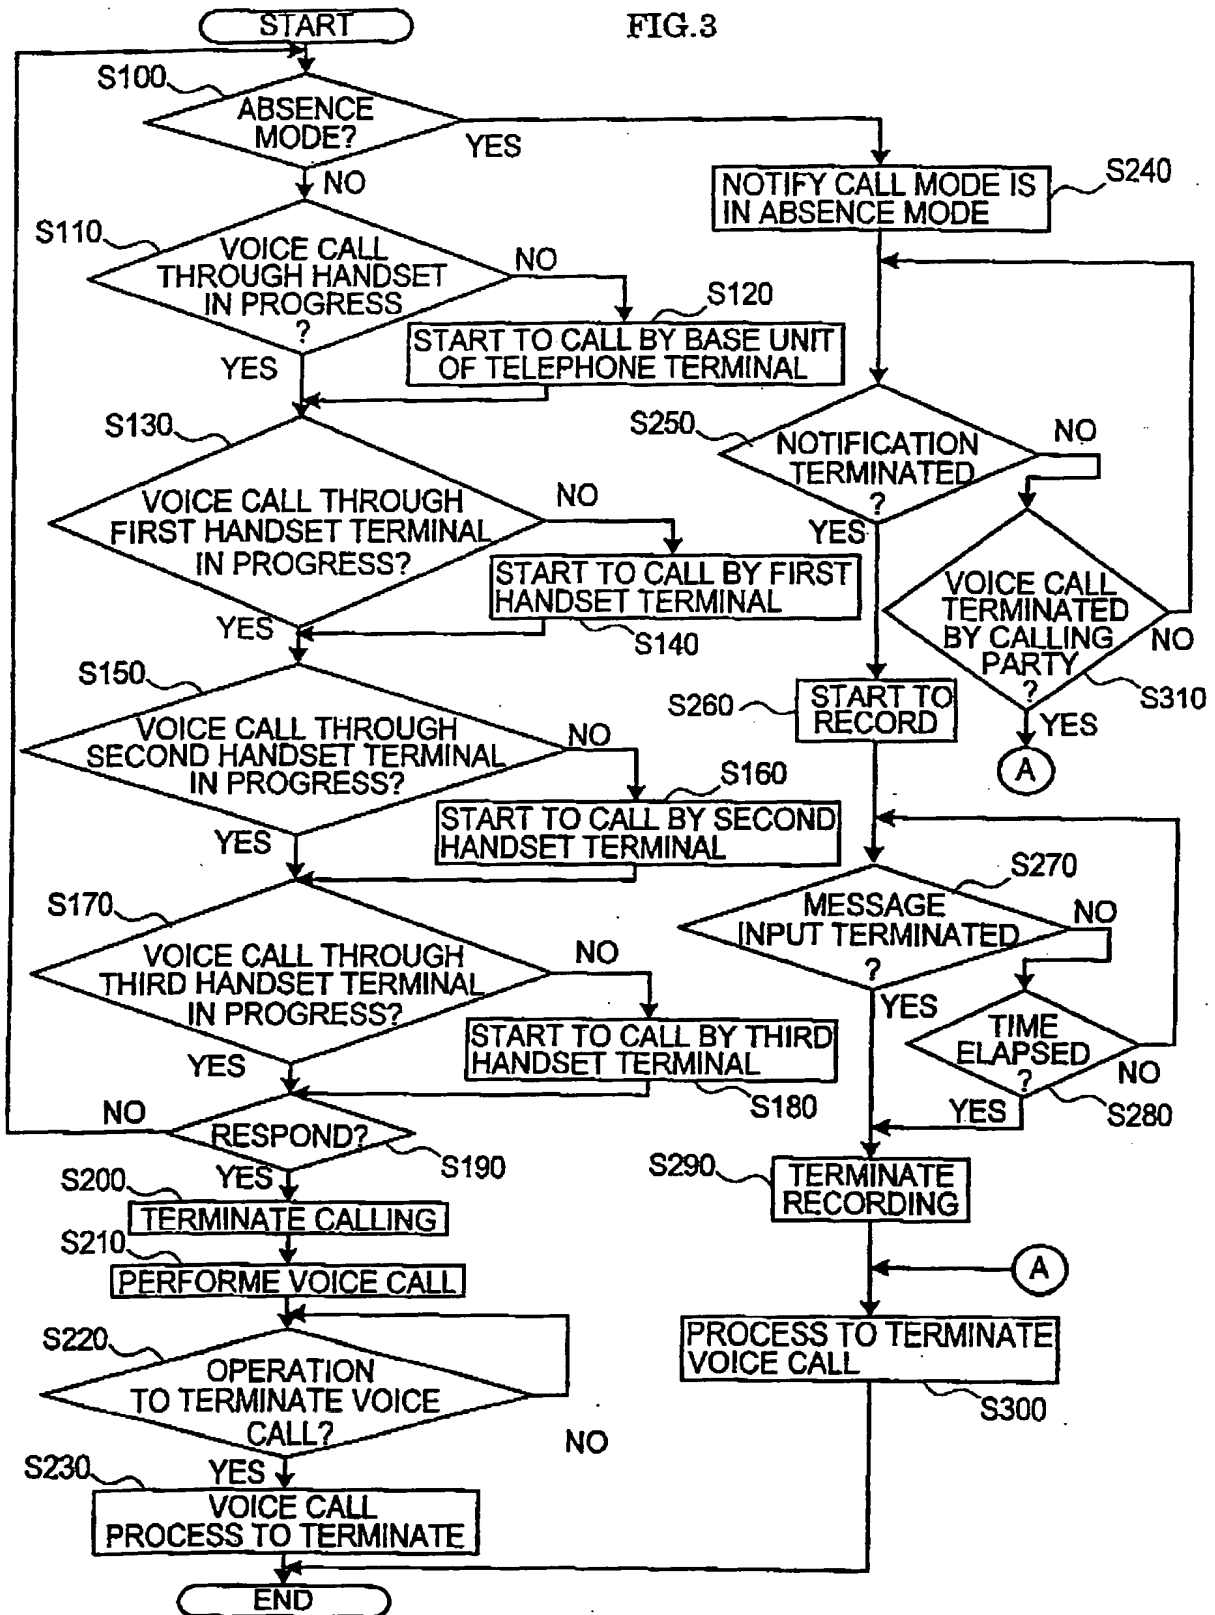 START
FIG.3
S100
ABSENCE
MODE?
YES
NO
S240
NOTIFY CALL MODE IS
IN ABSENCE MODE
S110
VOICE CALL
THROUGH HANDSET
IN PROGRESS
?
NO
YES
S120
START TO CALL BY BASE UNIT
OF TELEPHONE TERMINAL
S130
VOICE CALL THROUGH
FIRST HANDSET TERMINAL
IN PROGRESS?
NO
YES
START TO CALL BY FIRST
HANDSET TERMINAL
S140
S150
VOICE CALL THROUGH
SECOND HANDSET TERMINAL
IN PROGRESS?
NO
YES
S160
START TO CALL BY SECOND
HANDSET TERMINAL
S170
VOICE CALL THROUGH
THIRD HANDSET TERMINAL
IN PROGRESS?
NO
YES
START TO CALL BY THIRD
HANDSET TERMINAL
S180
NO
RESPOND?
S190
YES
S200
TERMINATE CALLING
S210
PERFORME VOICE CALL
S220
OPERATION
TO TERMINATE VOICE
CALL?
NO
YES
S230
VOICE CALL
PROCESS TO TERMINATE
END
S250
NOTIFICATION
TERMINATED
?
NO
YES
VOICE CALL
TERMINATED
BY CALLING
PARTY
?
NO
S310
YES
A
S260
START TO
RECORD
S270
MESSAGE
INPUT TERMINATED
?
NO
YES
TIME
ELAPSED
?
NO
S280
YES
S290
TERMINATE
RECORDING
A
PROCESS TO TERMINATE
VOICE CALL
S300